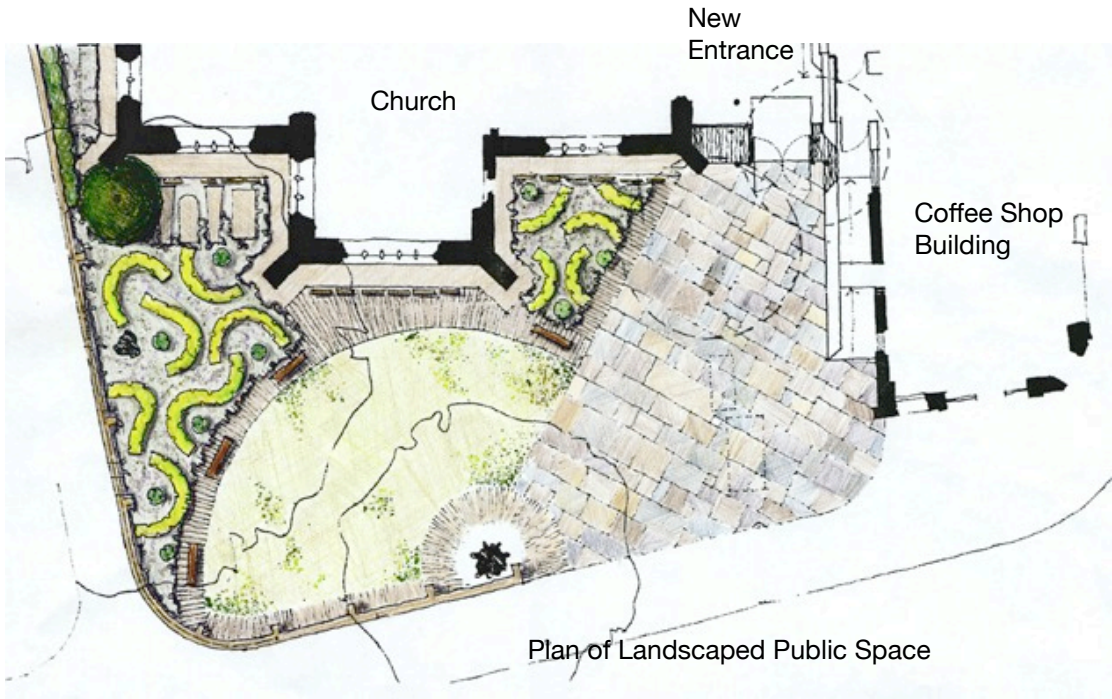 New
Entrance
Church
Coffee Shop
Building
Plan of Landscaped Public Space